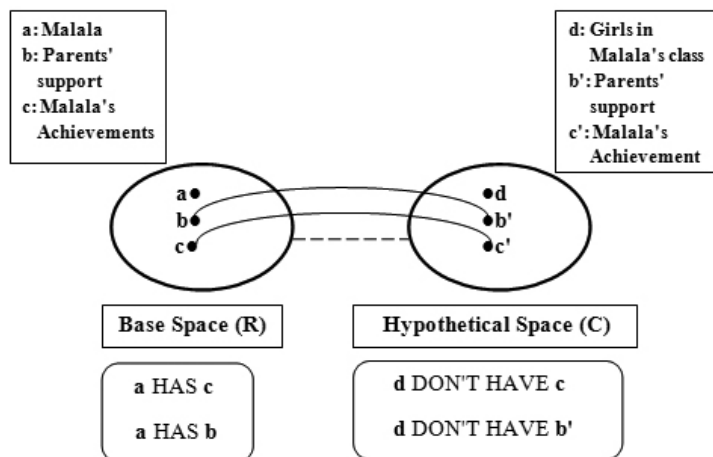 a: Malala
b: Parents'
support
c: Malala's
Achievements
d: Girls in
Malala's class
b': Parents'
support
c': Malala's
Achievement
a
b
c
d
b'
c'
Base Space (R)
Hypothetical Space (C)
a HAS c
a HAS b
d DON'T HAVE c
d DON'T HAVE b'